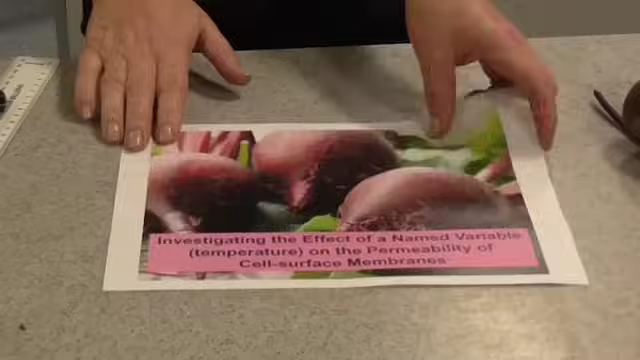 Investigating the Effect of a Named Variable
(temperature) on the Permeability of
Cell-surface Membranes